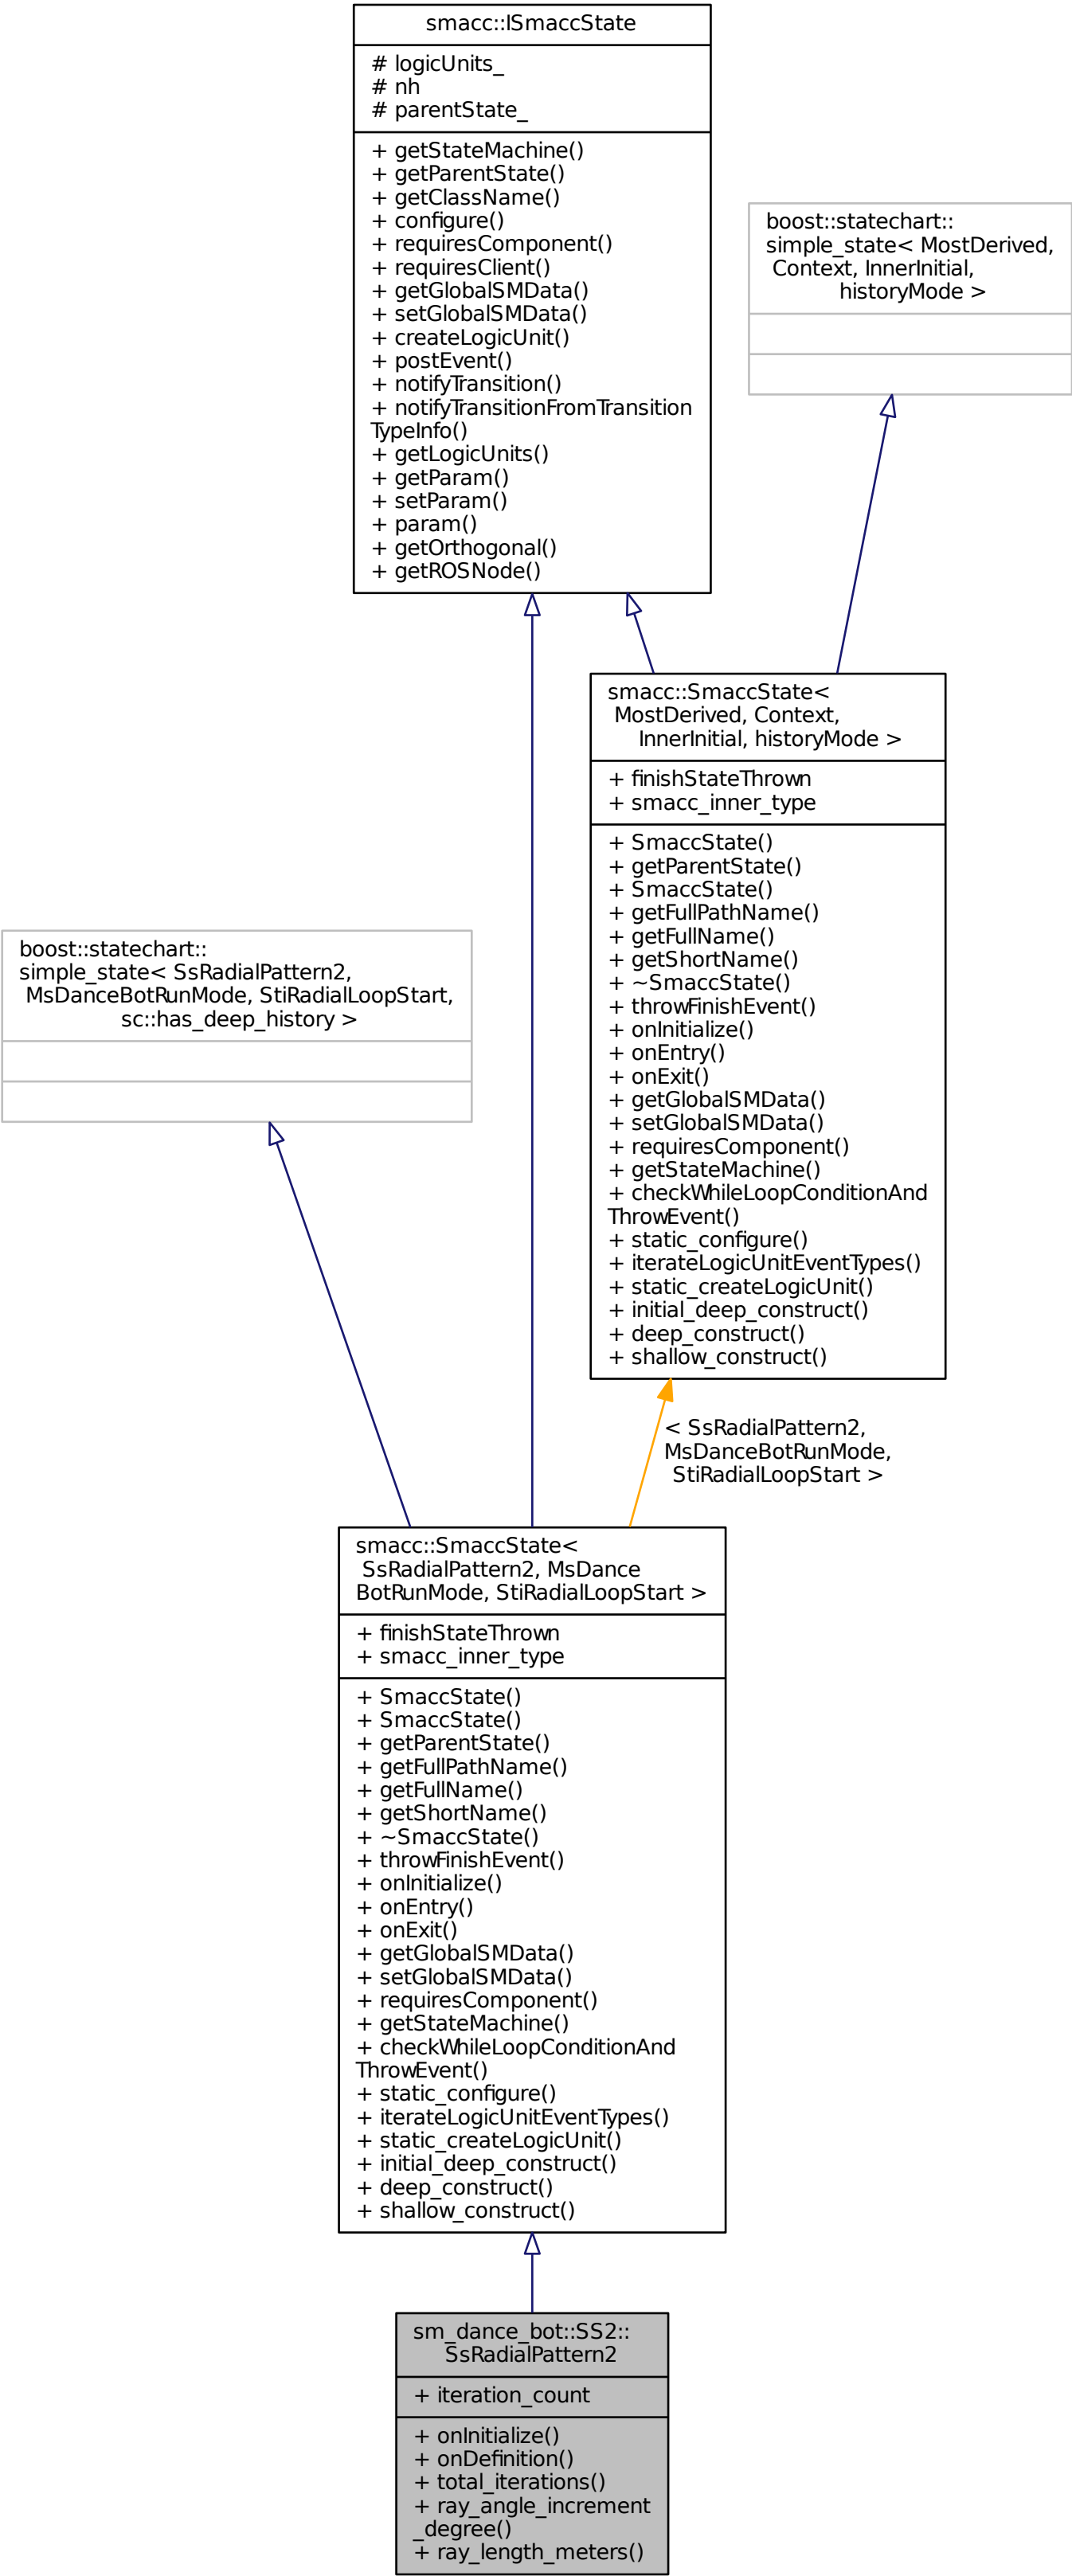 smacc::ISmaccState
# logicUnits_
# nh
# parentState_
+ getStateMachine()
+ getParentState()
+ getClassName()
+ configure()
+ requiresComponent()
+ requiresClient()
+ getGlobalSMData()
+ setGlobalSMData()
+ createLogicUnit()
+ postEvent()
+ notifyTransition()
+ notifyTransitionFromTransition
TypeInfo()
+ getLogicUnits()
+ getParam()
+ setParam()
+ param()
+ getOrthogonal()
+ getROSNode()
boost::statechart::
simple_state< MostDerived,
Context, InnerInitial,
historyMode >
smacc::SmaccState<
MostDerived, Context,
InnerInitial, historyMode >
+ finishStateThrown
+ smacc_inner_type
+ SmaccState()
+ getParentState()
+ SmaccState()
+ getFullPathName()
+ getFullName()
+ getShortName()
+ ~SmaccState()
+ throwFinishEvent()
+ onInitialize()
+ onEntry()
+ onExit()
+ getGlobalSMData()
+ setGlobalSMData()
+ requiresComponent()
+ getStateMachine()
+ checkWhileLoopConditionAnd
ThrowEvent()
+ static_configure()
+ iterateLogicUnitEventTypes()
+ static_createLogicUnit()
+ initial_deep_construct()
+ deep_construct()
+ shallow_construct()
boost::statechart::
simple_state< SsRadialPattern2,
MsDanceBotRunMode, StiRadialLoopStart,
sc::has_deep_history >
< SsRadialPattern2,
MsDanceBotRunMode,
StiRadialLoopStart >
smacc::SmaccState<
SsRadialPattern2, MsDance
BotRunMode, StiRadialLoopStart >
+ finishStateThrown
+ smacc_inner_type
+ SmaccState()
+ SmaccState()
+ getParentState()
+ getFullPathName()
+ getFullName()
+ getShortName()
+ ~SmaccState()
+ throwFinishEvent()
+ onInitialize()
+ onEntry()
+ onExit()
+ getGlobalSMData()
+ setGlobalSMData()
+ requiresComponent()
+ getStateMachine()
+ checkWhileLoopConditionAnd
ThrowEvent()
+ static_configure()
+ iterateLogicUnitEventTypes()
+ static_createLogicUnit()
+ initial_deep_construct()
+ deep_construct()
+ shallow_construct()
sm_dance_bot::SS2::
SsRadialPattern2
+ iteration_count
+ onInitialize()
+ onDefinition()
+ total_iterations()
+ ray_angle_increment
_degree()
+ ray_length_meters()